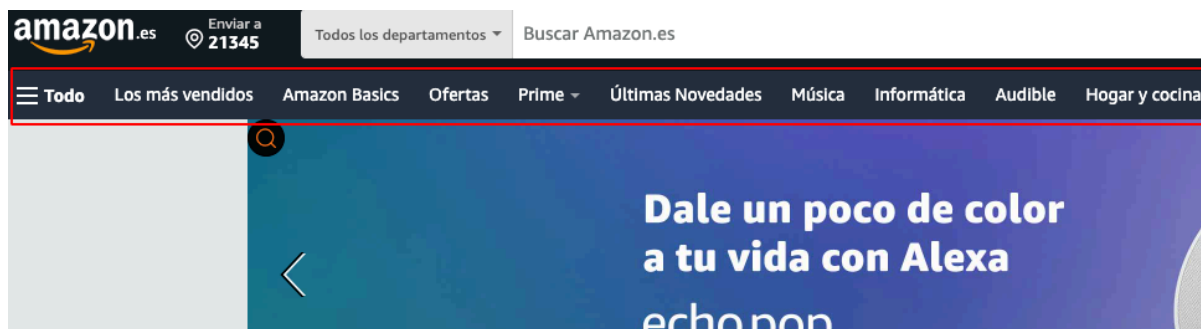 amazon.es
Enviar a
21345
Todos los departamentos
Buscar Amazon.es
Todo Los más vendidos Amazon Basics Ofertas Prime Últimas Novedades Música Informática Audible Hogar y cocina
Dale un poco de color
a tu vida con Alexa
echo pop